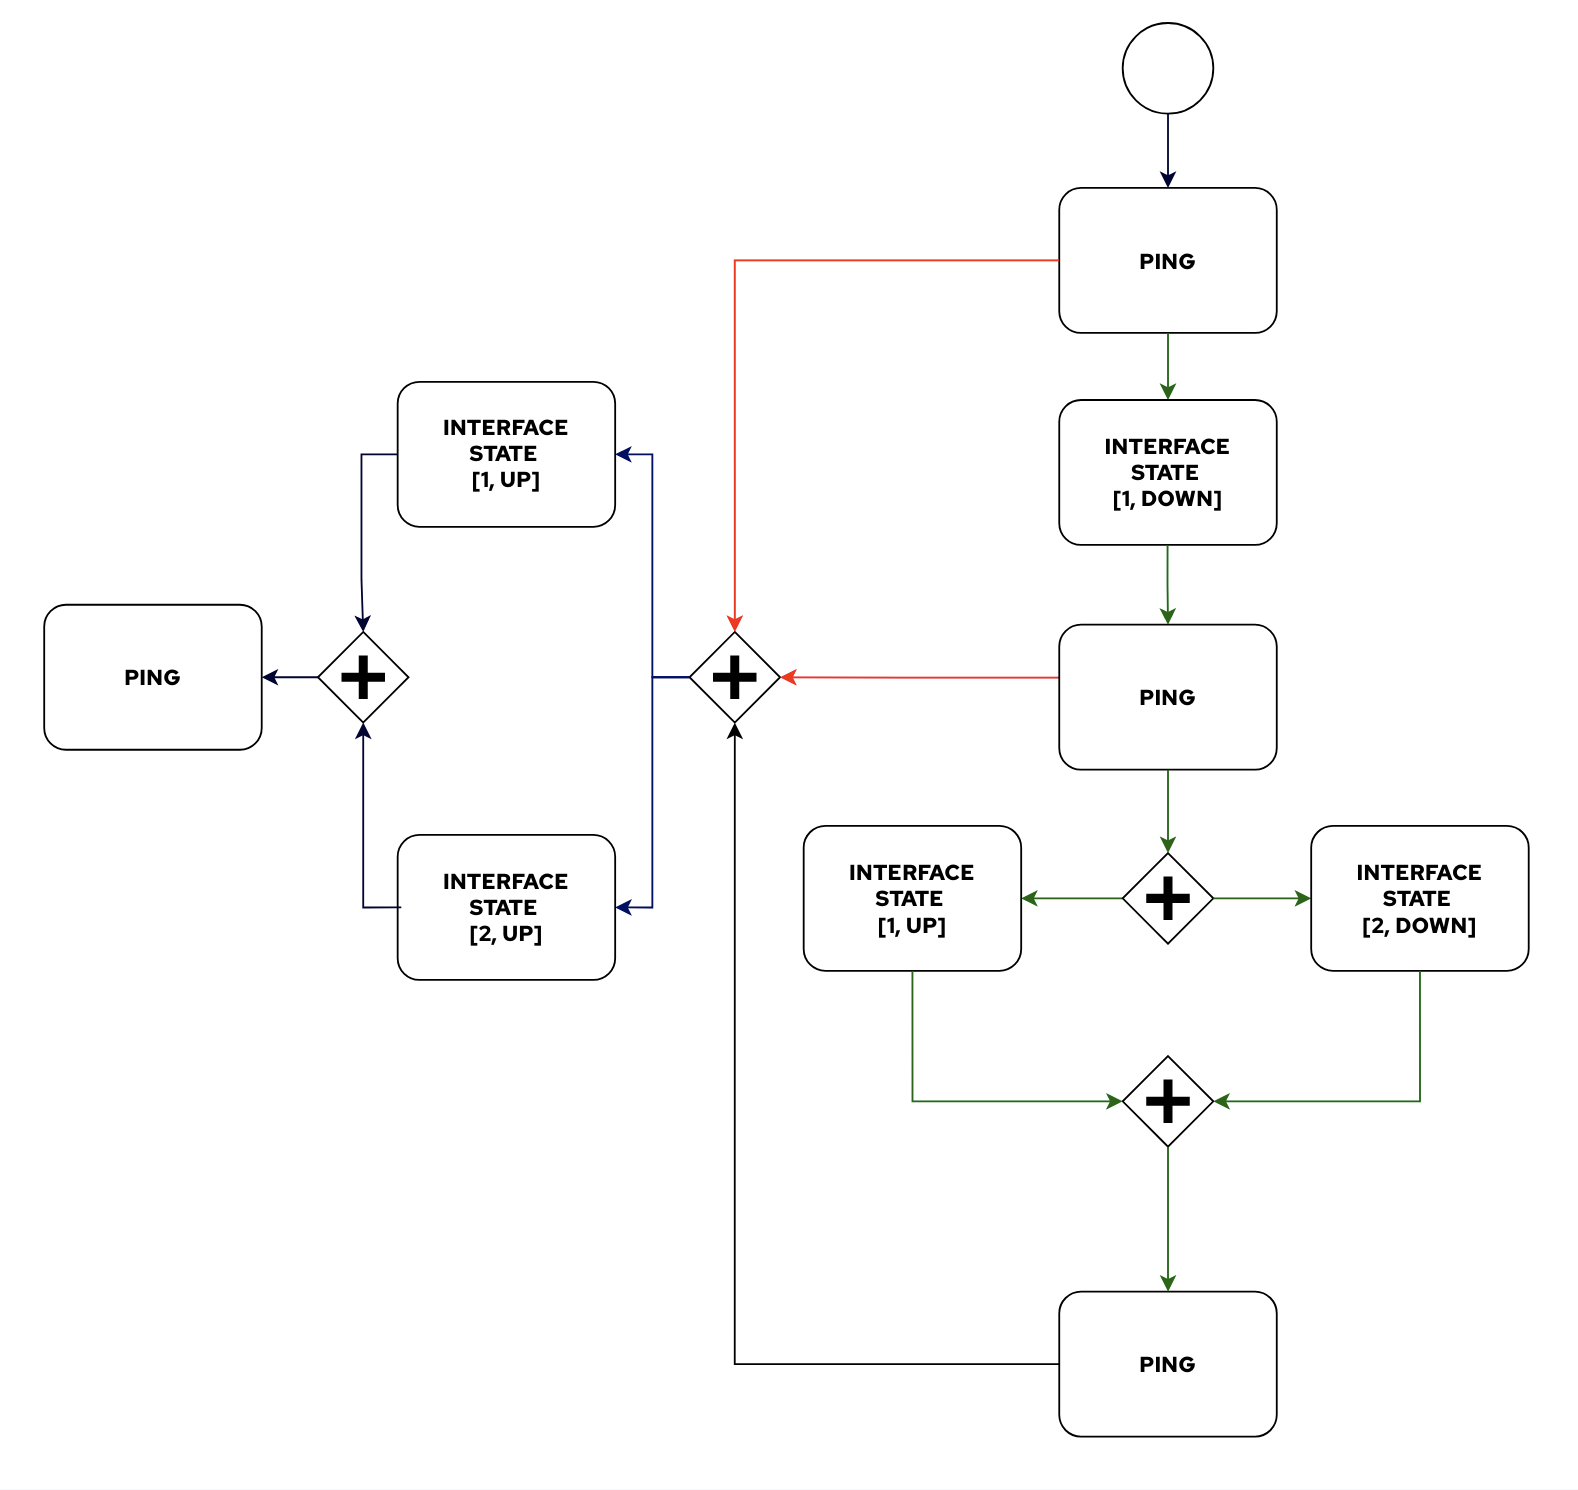 PING
INTERFACE
STATE
[1, DOWN]
INTERFACE
STATE
[1, UP]
PING
PING
INTERFACE
STATE
[2, UP]
INTERFACE
STATE
[1, UP]
INTERFACE
STATE
[2, DOWN]
PING